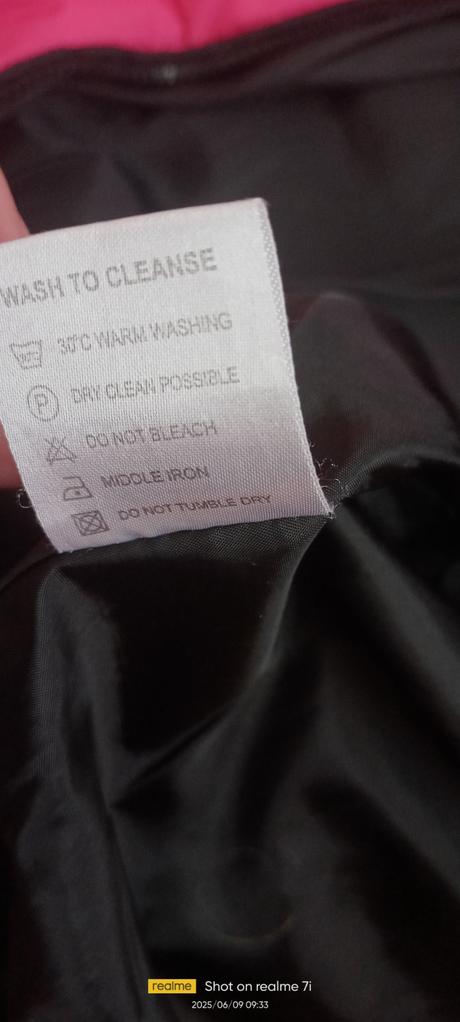 WASH TO CLEANSE
30°C WARM WASHING
P DRY CLEAN POSSIBLE
DO NOT BLEACH
MIDDLE IRON
DO NOT TUMBLE DRY
realme Shot on realme 7i
2025/06/09 09:33